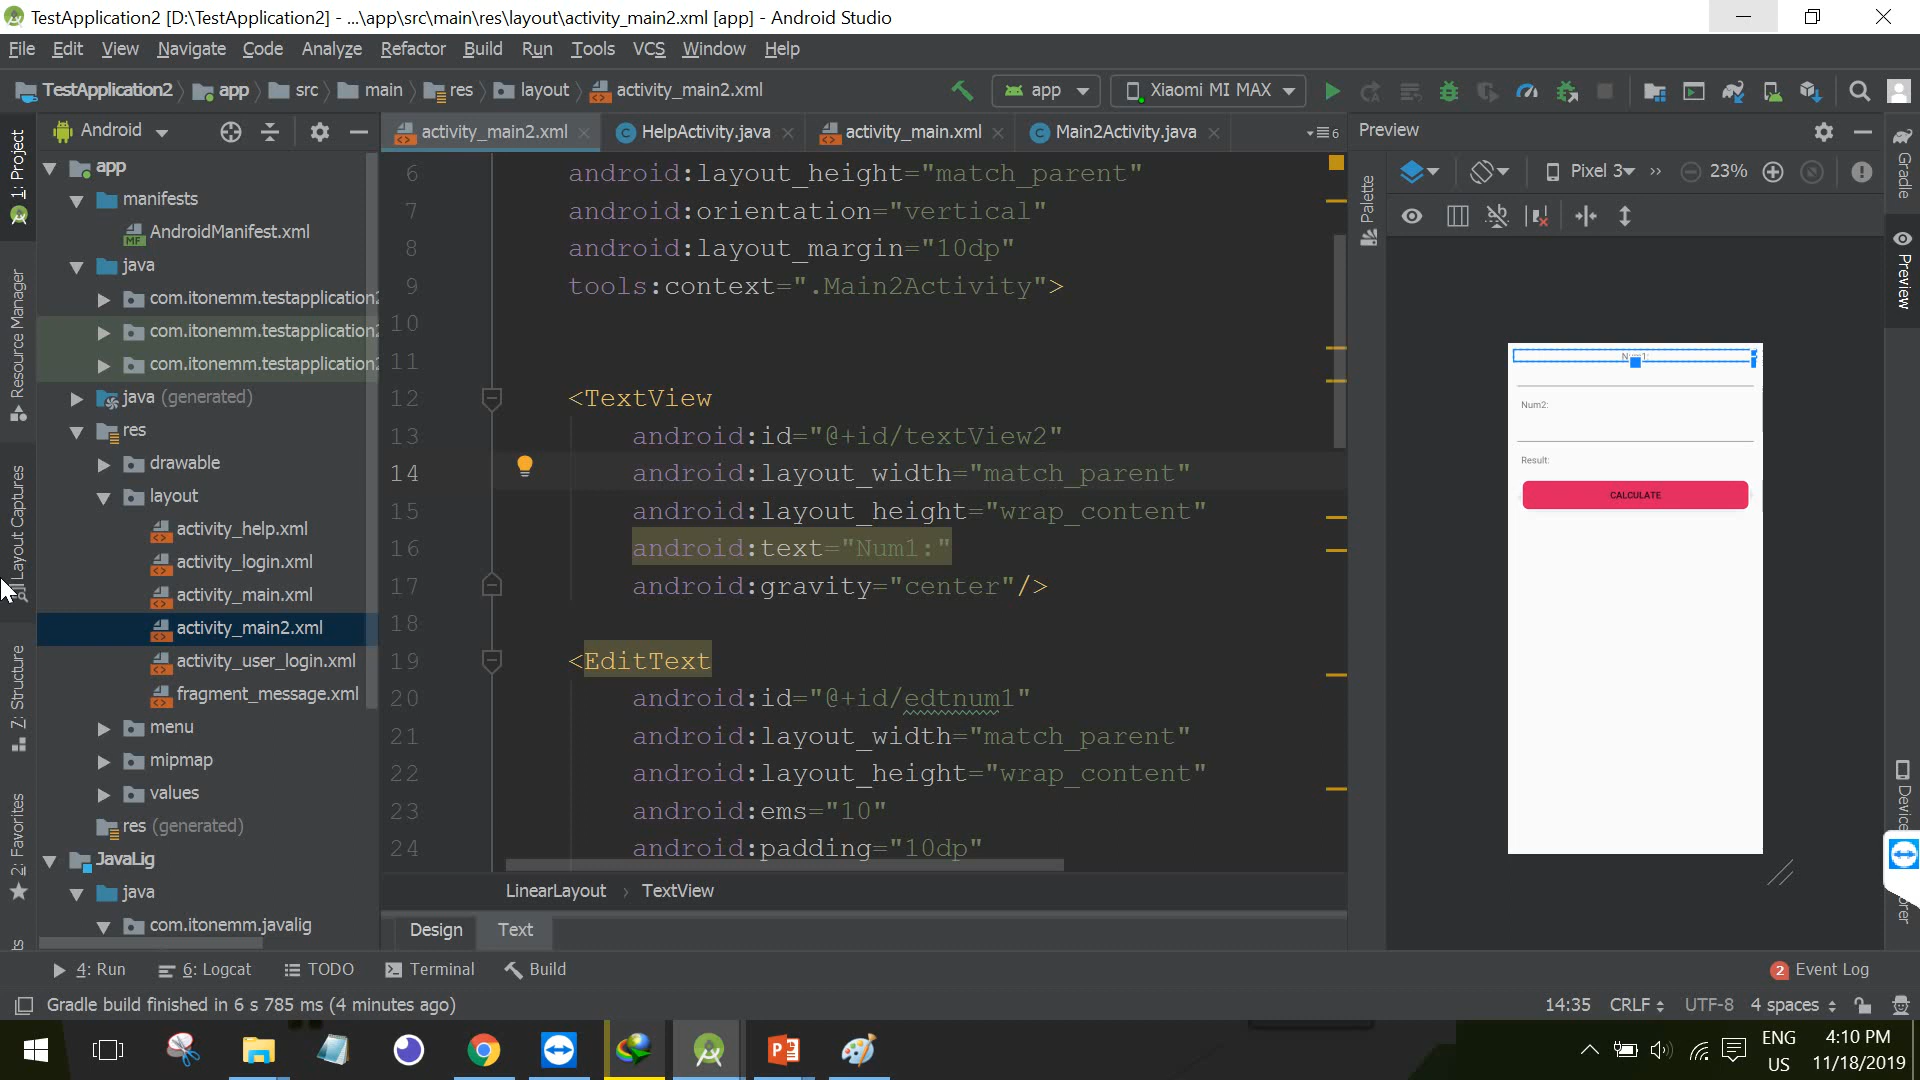 TestApplication2 [D:\TestApplication2] - ...\app\src\main\res\layout\activity_main2.xml [app] - Android Studio
File Edit View Navigate Code Analyze Refactor Build Run Tools VCS Window Help
TestApplication2 app src main res layout activity_main2.xml app Xiaomi MI MAX
1: Project
Resource Manager
Layout Captures
Z: Structure
2: Favorites
Android
app
manifests
AndroidManifest.xml
java
com.itonemm.testapplication2
com.itonemm.testapplication2
com.itonemm.testapplication2
java (generated)
res
drawable
layout
activity_help.xml
activity_login.xml
activity_main.xml
activity_main2.xml
activity_user_login.xml
fragment_message.xml
menu
mipmap
values
res (generated)
JavaLig
java
com.itonemm.javalig
activity_main2.xml HelpActivity.java activity_main.xml Main2Activity.java 6
6 android:layout_height="match_parent"
7 android:orientation="vertical"
8 android:layout_margin="10dp"
9 tools:context=".Main2Activity">
10
11
12 <TextView
13 android:id="@+id/textView2"
14 android:layout_width="match_parent"
15 android:layout_height="wrap_content"
16 android:text="Num1:"
17 android:gravity="center"/>
18
19 <EditText
20 android:id="@+id/edtnum1"
21 android:layout_width="match_parent"
22 android:layout_height="wrap_content"
23 android:ems="10"
24 android:padding="10dp"
LinearLayout › TextView
Design Text
Preview
Palette
Pixel 3 23%
Num2:
Result:
CALCULATE
Gradle
Preview
Device
4: Run 6: Logcat TODO Terminal Build 2 Event Log
Gradle build finished in 6 s 785 ms (4 minutes ago) 14:35 CRLF UTF-8 4 spaces
ENG
US
4:10 PM
11/18/2019